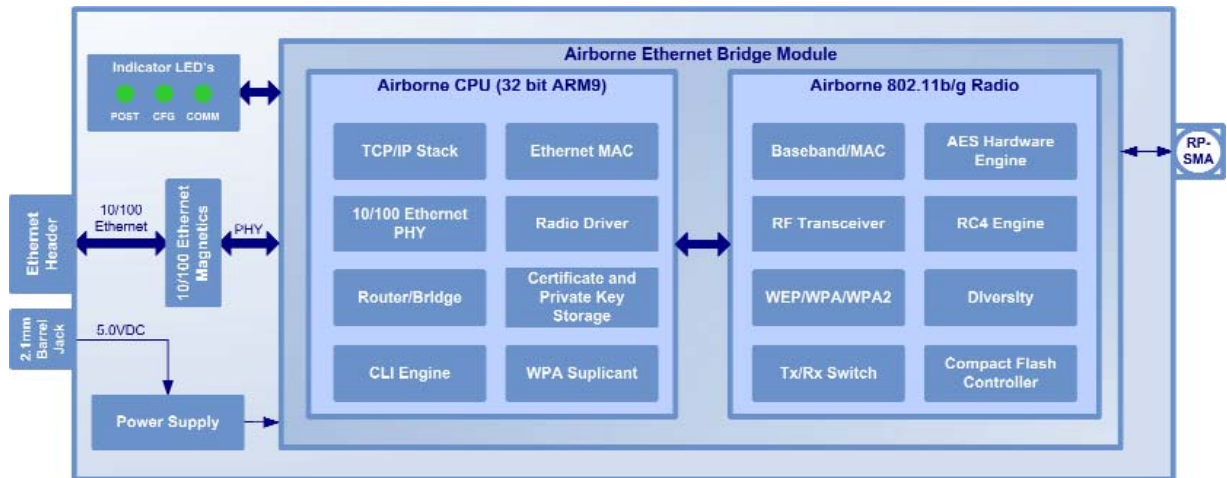 Airborne Ethernet Bridge Module
Indicator LED's
POST CFG COMM
Airborne CPU (32 bit ARM9)
TCP/IP Stack
Ethernet MAC
10/100 Ethernet
PHY
Radio Driver
Router/Bridge
Certificate and
Private Key
Storage
CLI Engine
WPA Suplicant
Airborne 802.11b/g Radio
Baseband/MAC
AES Hardware
Engine
RF Transceiver
RC4 Engine
WEP/WPA/WPA2
Diversity
Tx/Rx Switch
Compact Flash
Controller
RP-
SMA
Ethernet
Header
10/100
Ethernet
10/100 Ethernet
Magnetics
PHY
2.1mm
Barrel
Jack
5.0VDC
Power Supply